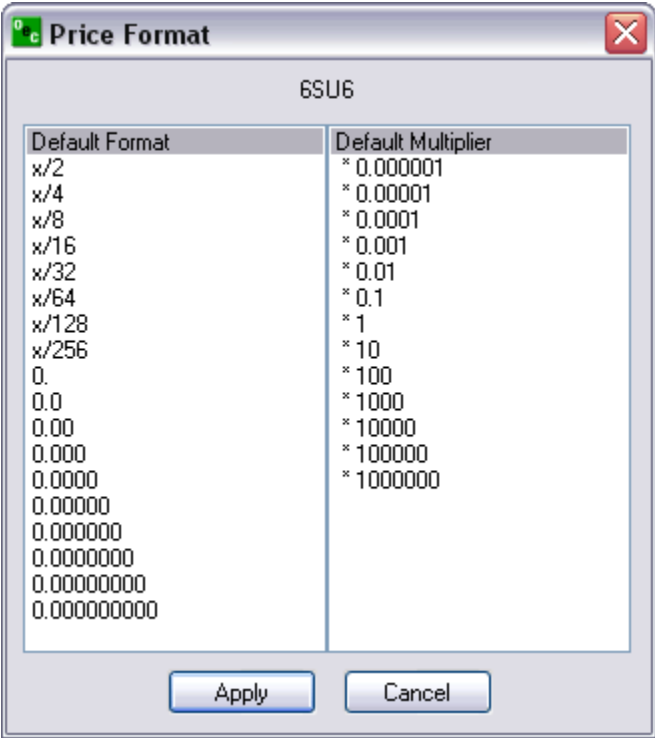 Oec Price Format
6SU6
Default Format
x/2
x/4
x/8
x/16
x/32
x/64
x/128
x/256
0.
0.0
0.00
0.000
0.0000
0.00000
0.000000
0.0000000
0.00000000
0.000000000
Default Multiplier
* 0.000001
* 0.00001
* 0.0001
* 0.001
* 0.01
* 0.1
* 1
* 10
* 100
* 1000
* 10000
* 100000
* 1000000
Apply
Cancel